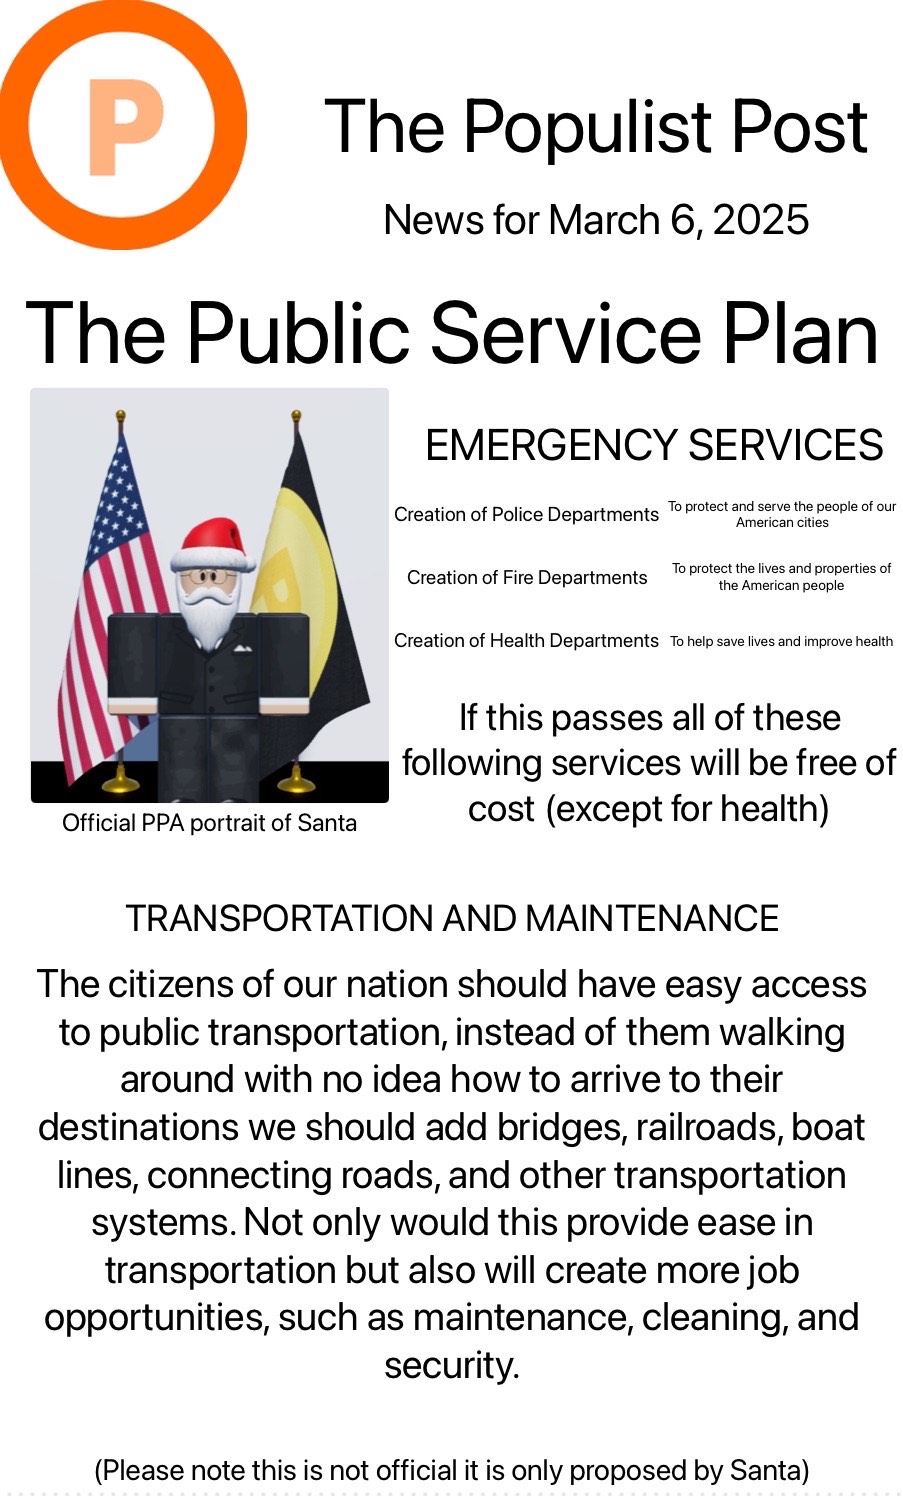 P
The Populist Post
News for March 6, 2025
The Public Service Plan
EMERGENCY SERVICES
Creation of Police Departments
To protect and serve the people of our
American cities
Creation of Fire Departments
To protect the lives and properties of
the American people
Creation of Health Departments
To help save lives and improve health
If this passes all of these
following services will be free of
cost (except for health)
Official PPA portrait of Santa
TRANSPORTATION AND MAINTENANCE
The citizens of our nation should have easy access
to public transportation, instead of them walking
around with no idea how to arrive to their
destinations we should add bridges, railroads, boat
lines, connecting roads, and other transportation
systems. Not only would this provide ease in
transportation but also will create more job
opportunities, such as maintenance, cleaning, and
security.
(Please note this is not official it is only proposed by Santa)